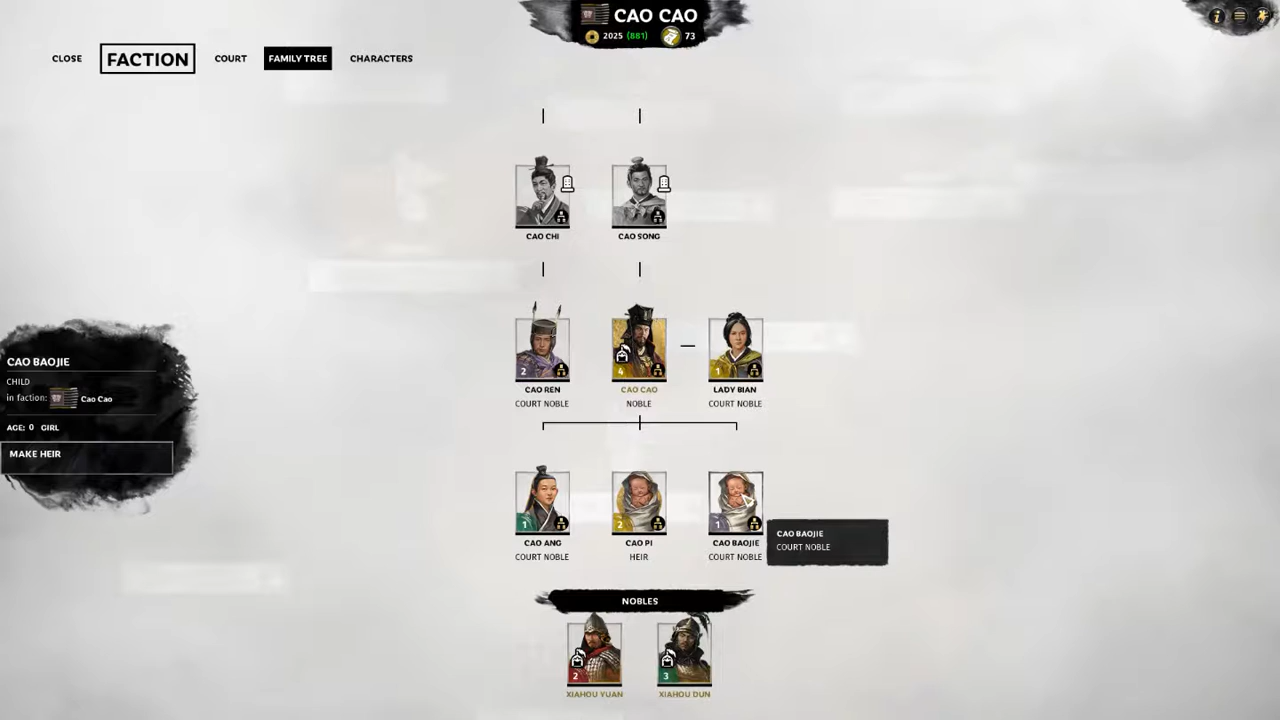 CAO CAO
2025 (881) 73
CLOSE FACTION COURT FAMILY TREE CHARACTERS
CAO CHI CAO SONG
2 4 1
CAO REN CAO CAO LADY BIAN
COURT NOBLE NOBLE COURT NOBLE
CAO BAOJIE
CHILD
in faction: Cao Cao
AGE: 0 GIRL
MAKE HEIR
1 2 1
CAO ANG CAO PI CAO BAOJIE
COURT NOBLE HEIR COURT NOBLE
CAO BAOJIE
COURT NOBLE
NOBLES
2 3
XIAHOU YUAN XIAHOU DUN